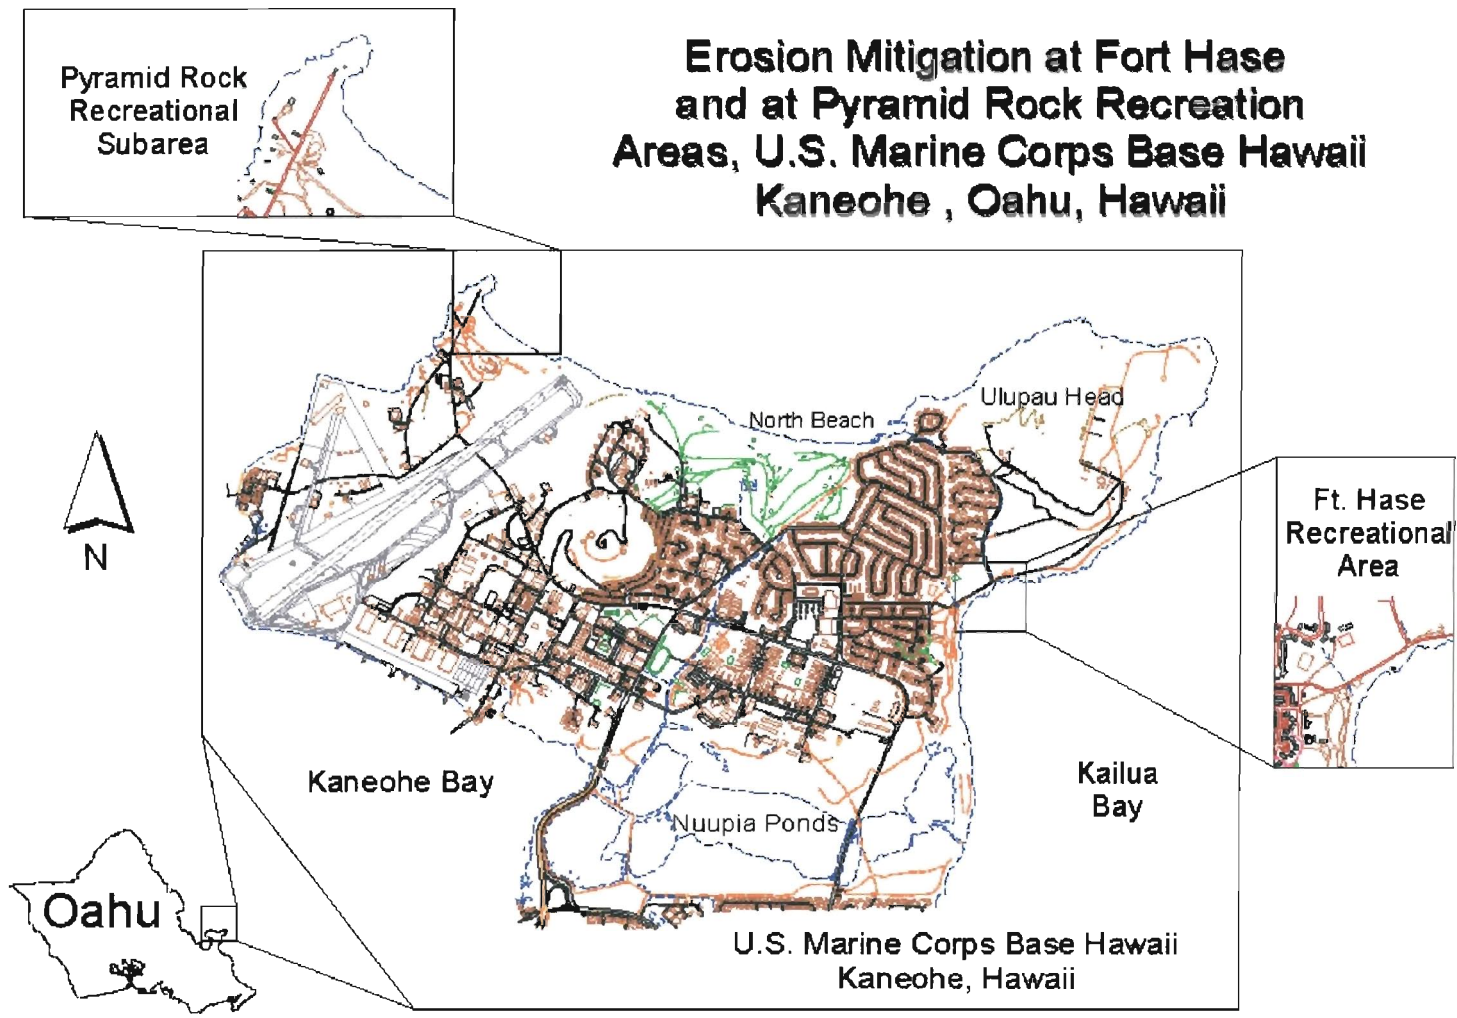 Erosion Mitigation at Fort Hase
and at Pyramid Rock Recreation
Areas, U.S. Marine Corps Base Hawaii
Kaneohe , Oahu, Hawaii
Pyramid Rock
Recreational
Subarea
North Beach
Ulupau Head
N
Ft. Hase
Recreational
Area
Kaneohe Bay
Kailua
Bay
Nuupia Ponds
Oahu
U.S. Marine Corps Base Hawaii
Kaneohe, Hawaii